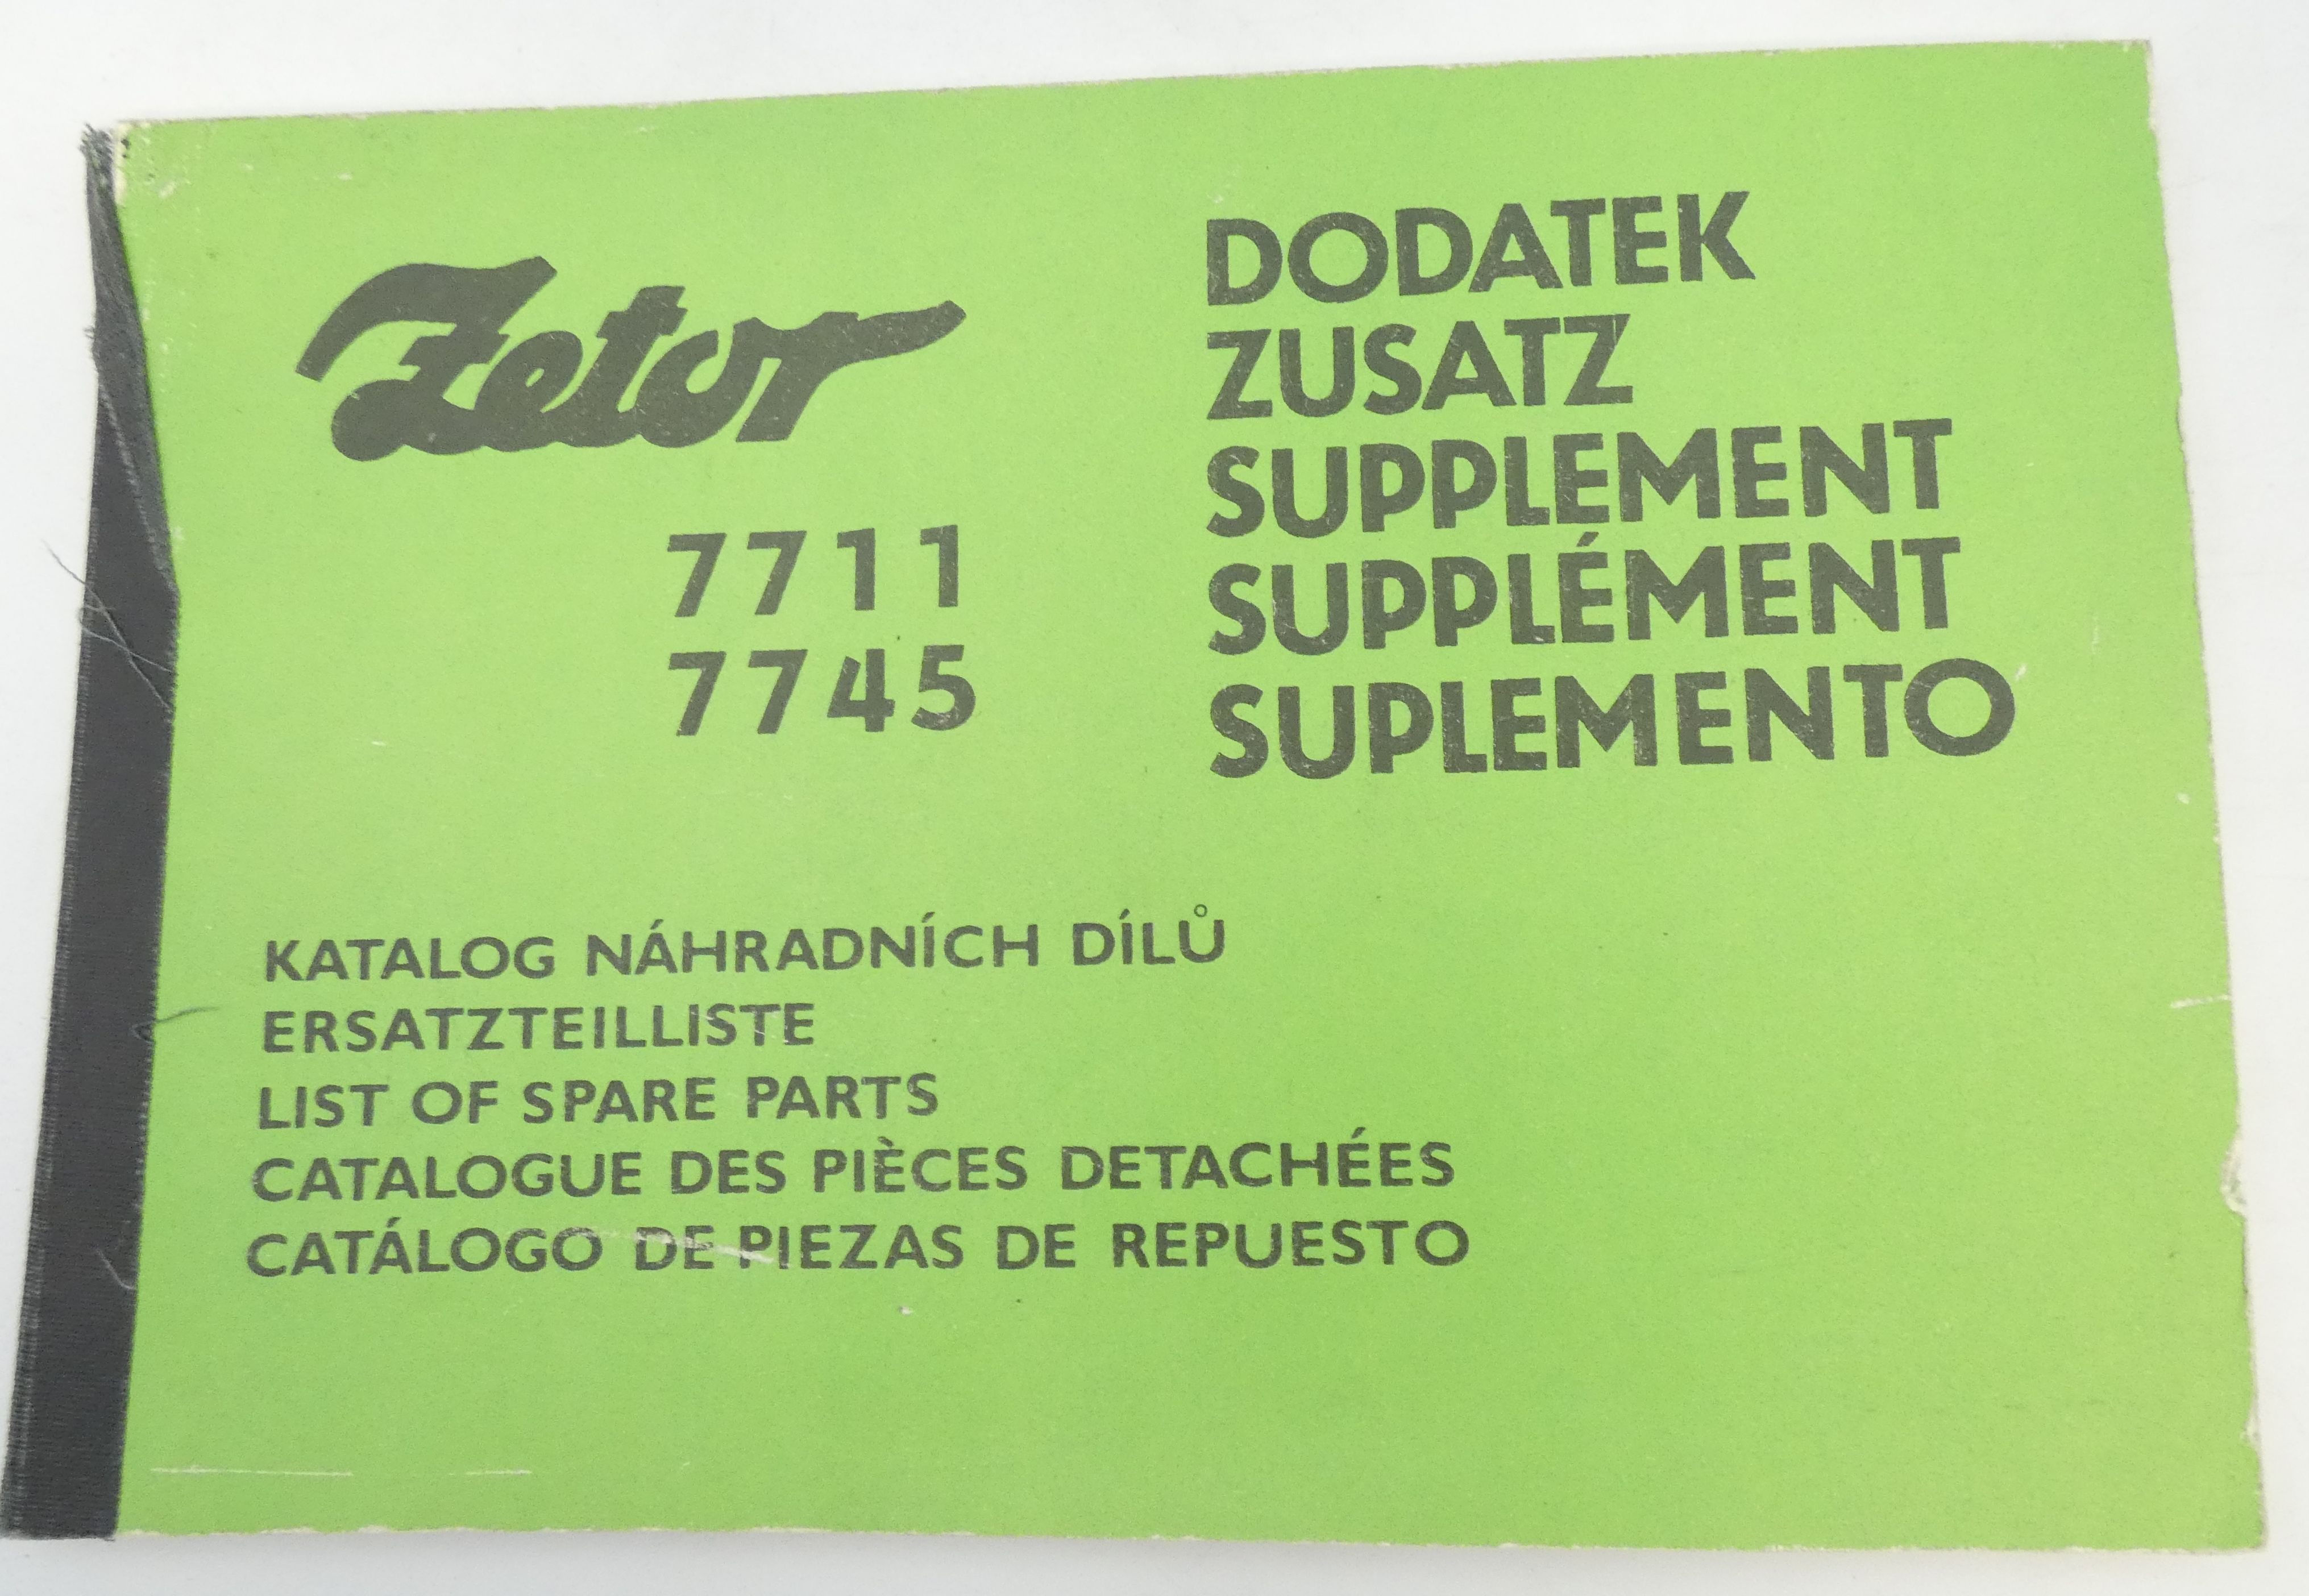 Zetor
7711
7745
DODATEK
ZUSATZ
SUPPLEMENT
SUPPLÉMENT
SUPLEMENTO
KATALOG NÁHRADNÍCH DÍLŮ
ERSATZTEILLISTE
LIST OF SPARE PARTS
CATALOGUE DES PIÈCES DETACHÉES
CATÁLOGO DE PIEZAS DE REPUESTO